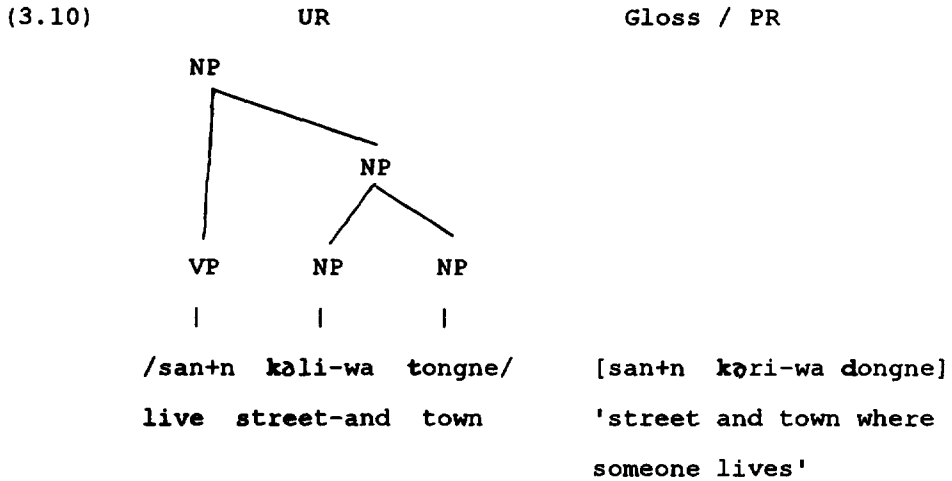 (3.10) UR Gloss / PR
NP
NP
VP NP NP
/san+n kəli-wa tongne/ [san+n kəri-wa dongne]
live street-and town 'street and town where
someone lives'